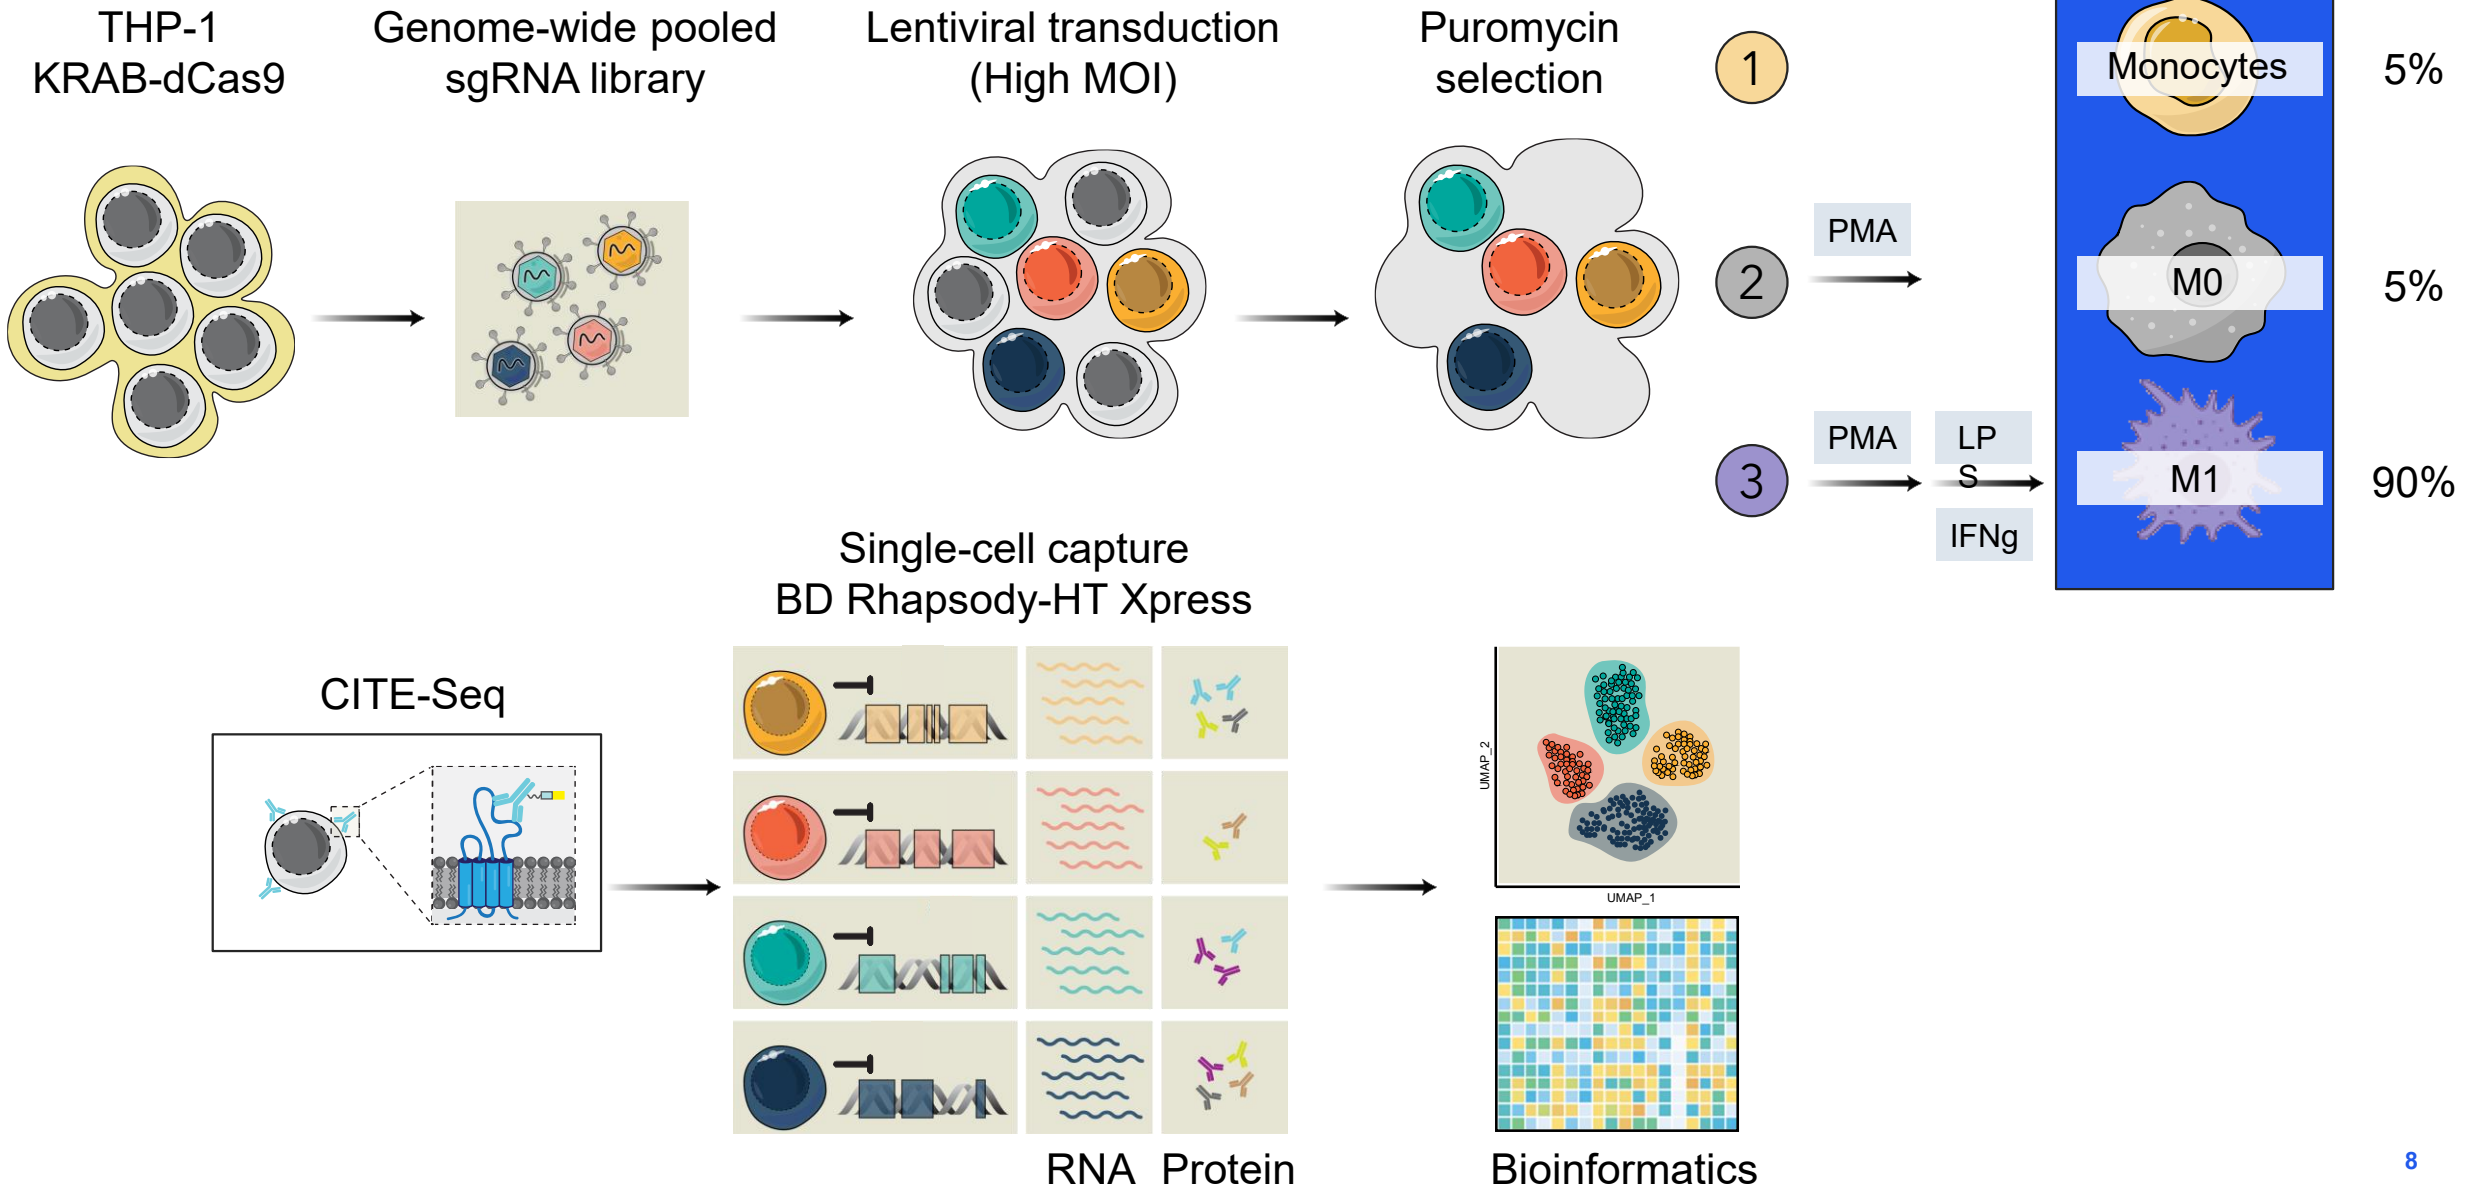 THP-1
KRAB-dCas9
Genome-wide pooled
sgRNA library
Lentiviral transduction
(High MOI)
Puromycin
selection
1
Monocytes
5%
2
PMA
M0
5%
3
PMA
LP
S
IFNg
M1
90%
CITE-Seq
Single-cell capture
BD Rhapsody-HT Xpress
RNA
Protein
UMAP_2
UMAP_1
Bioinformatics
8